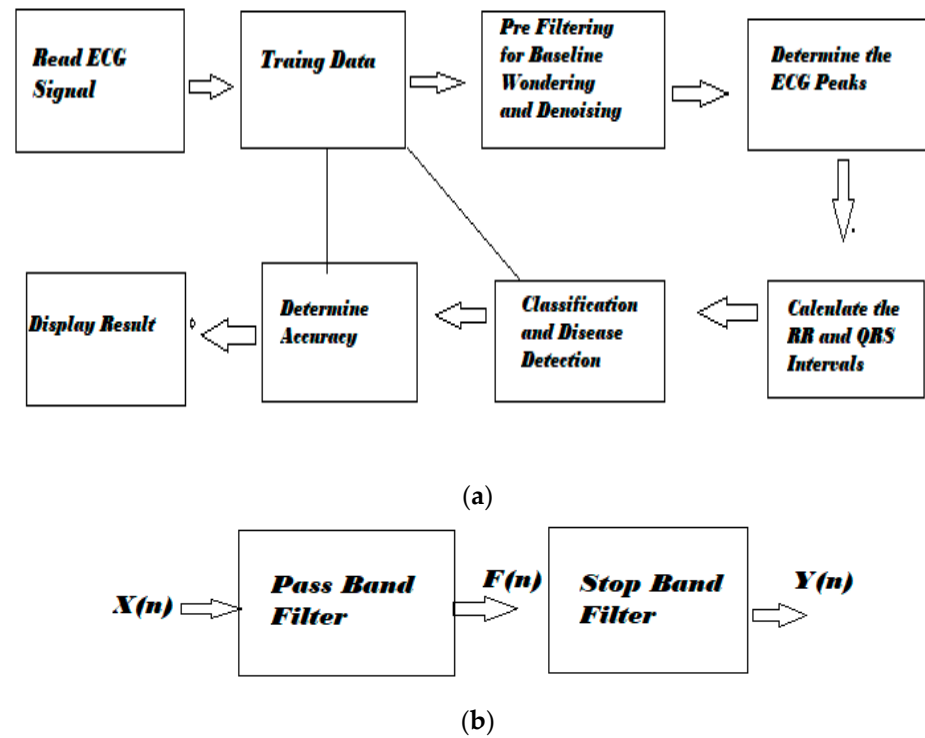 Read ECG
Signal
Traing Data
Pre Filtering
for Baseline
Wondering
and Denoising
Determine the
ECG Peaks
Display Result
Determine
Accuracy
Classification
and Disease
Detection
Calculate the
RR and QRS
Intervals
(a)
X(n)
Pass Band
Filter
F(n)
Stop Band
Filter
Y(n)
(b)